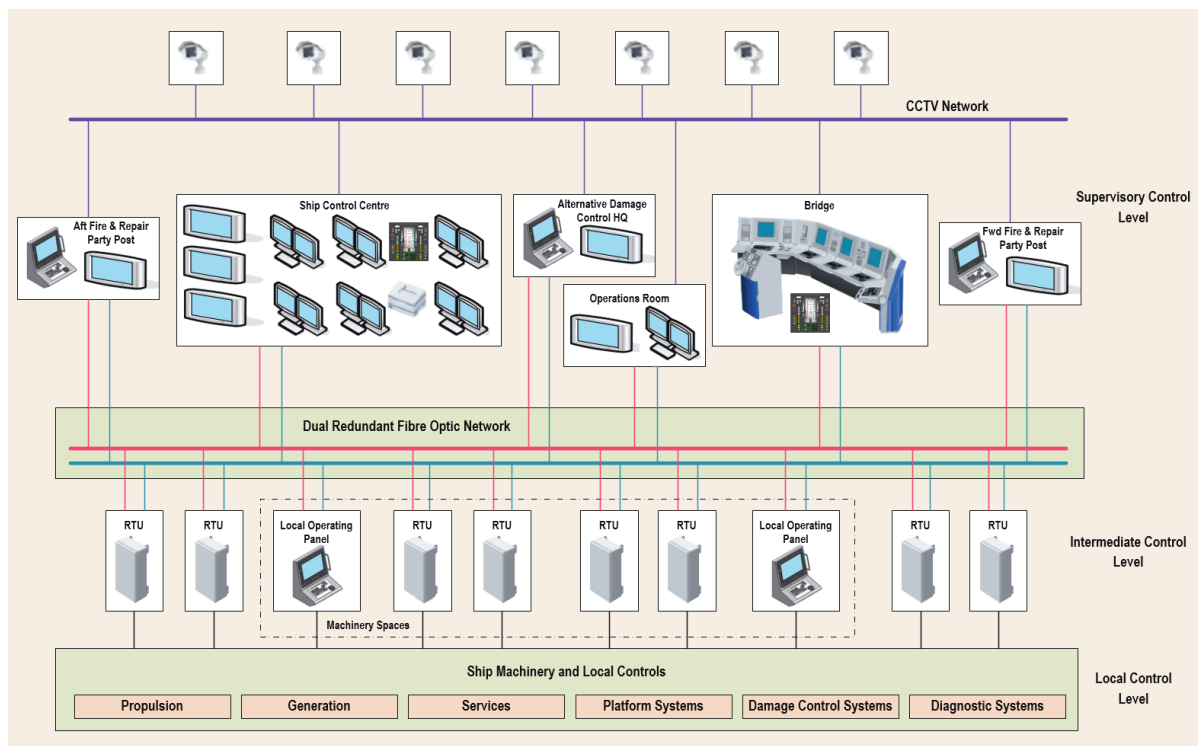 CCTV Network
Supervisory Control
Level
Aft Fire & Repair
Party Post
Ship Control Centre
Alternative Damage
Control HQ
Bridge
Fwd Fire & Repair
Party Post
Operations Room
Dual Redundant Fibre Optic Network
RTU
RTU
Local Operating
Panel
RTU
RTU
RTU
RTU
Local Operating
Panel
RTU
RTU
Intermediate Control
Level
Machinery Spaces
Ship Machinery and Local Controls
Local Control
Level
Propulsion
Generation
Services
Platform Systems
Damage Control Systems
Diagnostic Systems